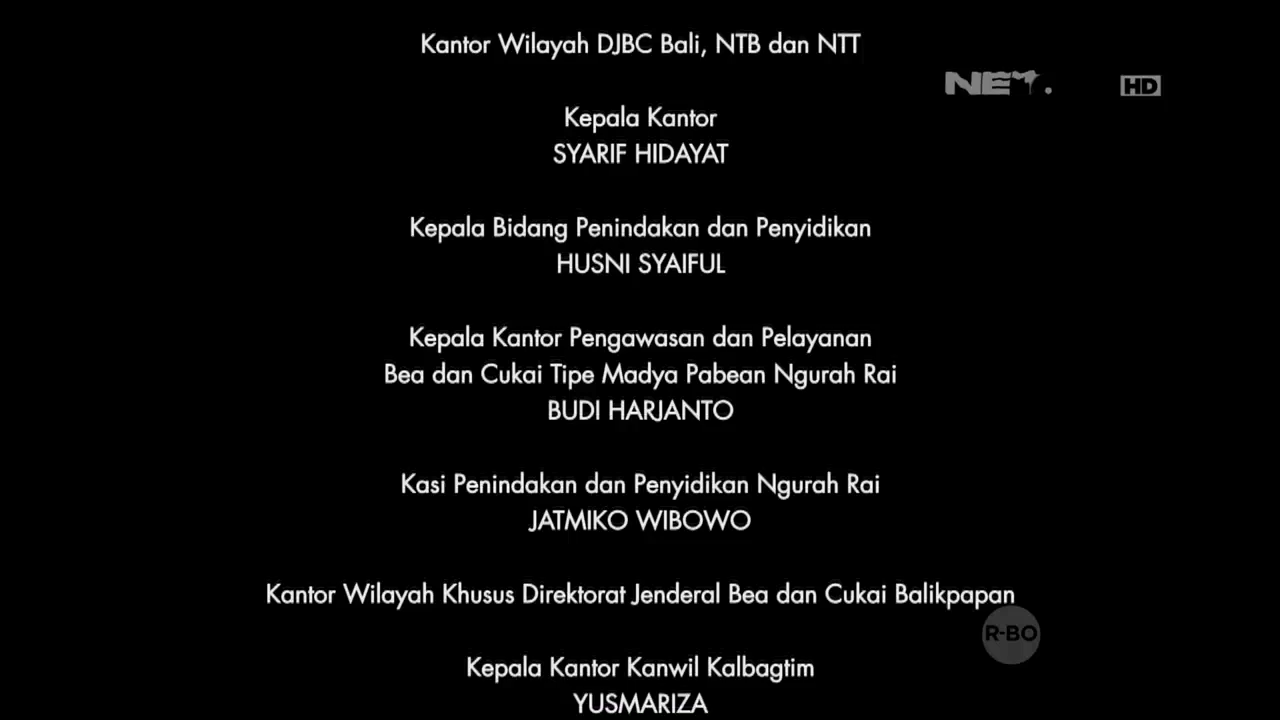 Kantor Wilayah DJBC Bali, NTB dan NTT
NET.
HD
Kepala Kantor
SYARIF HIDAYAT
Kepala Bidang Penindakan dan Penyidikan
HUSNI SYAIFUL
Kepala Kantor Pengawasan dan Pelayanan
Bea dan Cukai Tipe Madya Pabean Ngurah Rai
BUDI HARJANTO
Kasi Penindakan dan Penyidikan Ngurah Rai
JATMIKO WIBOWO
Kantor Wilayah Khusus Direktorat Jenderal Bea dan Cukai Balikpapan
R-BO
Kepala Kantor Kanwil Kalbagtim
YUSMARIZA